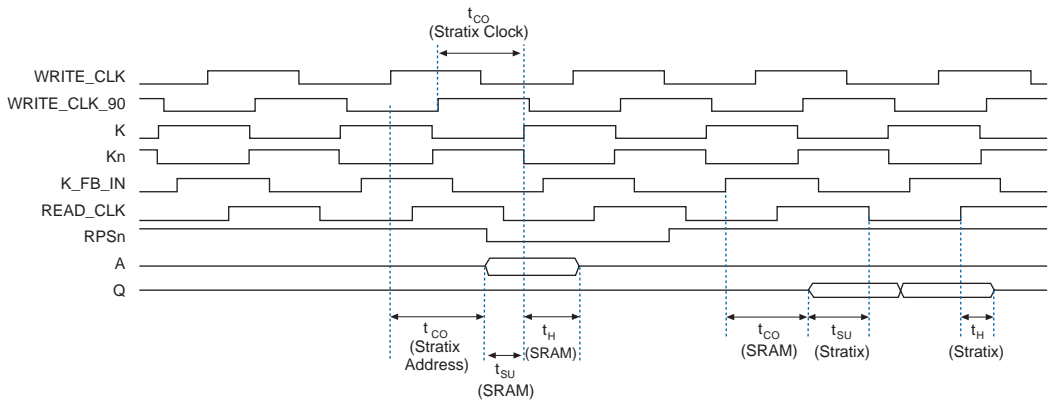 tCO
(Stratix Clock)
WRITE_CLK
WRITE_CLK_90
K
Kn
K_FB_IN
READ_CLK
RPSn
A
Q
tCO
(Stratix
Address)
tSU
(SRAM)
tH
(SRAM)
tCO
(SRAM)
tSU
(Stratix)
tH
(Stratix)